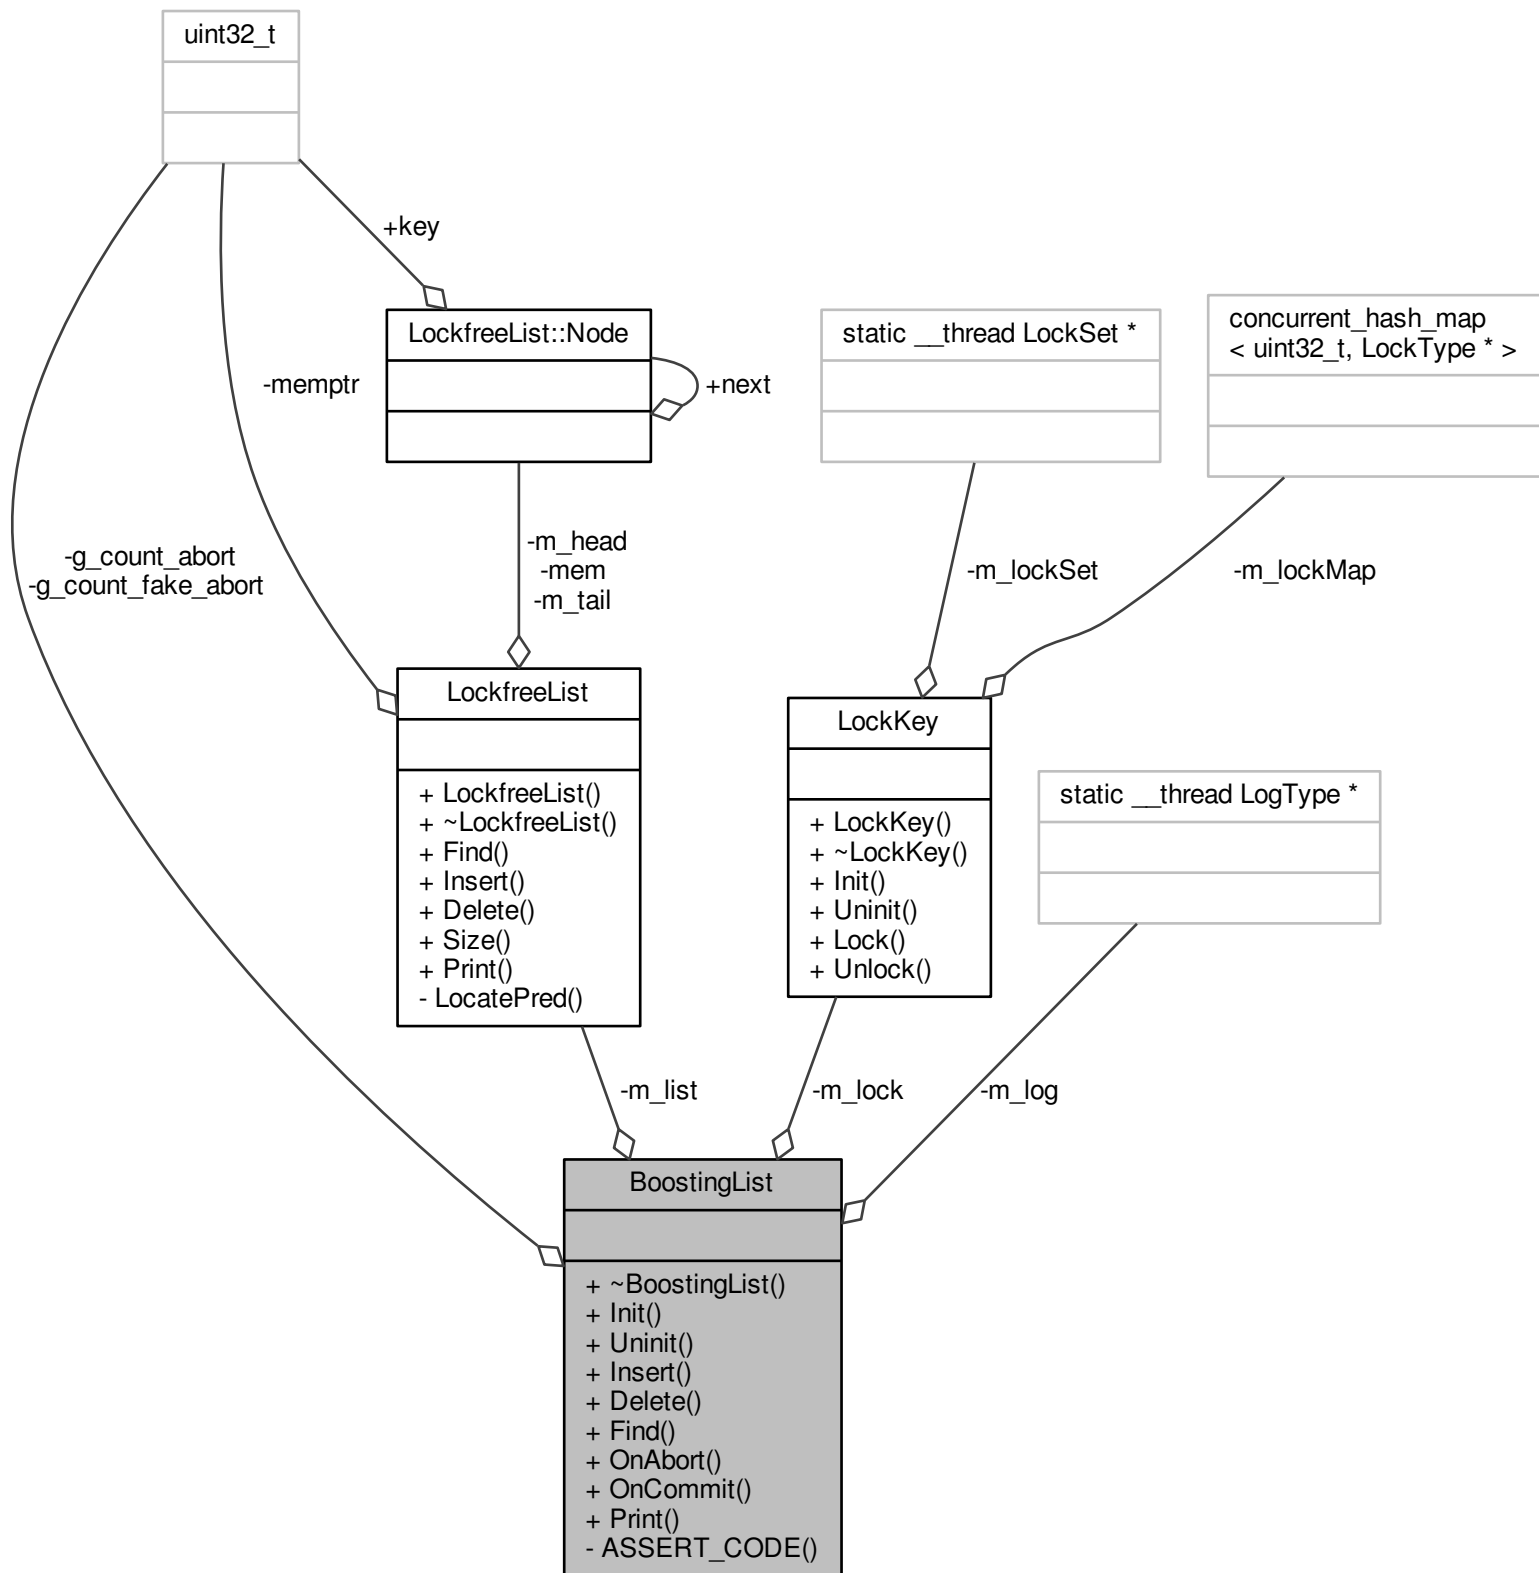 uint32_t
+key
LockfreeList::Node
+next
-memptr
static __thread LockSet *
concurrent_hash_map
< uint32_t, LockType * >
-g_count_abort
-g_count_fake_abort
-m_head
-mem
-m_tail
-m_lockSet
-m_lockMap
LockfreeList
+ LockfreeList()
+ ~LockfreeList()
+ Find()
+ Insert()
+ Delete()
+ Size()
+ Print()
- LocatePred()
LockKey
+ LockKey()
+ ~LockKey()
+ Init()
+ Uninit()
+ Lock()
+ Unlock()
static __thread LogType *
-m_list
-m_lock
-m_log
BoostingList
+ ~BoostingList()
+ Init()
+ Uninit()
+ Insert()
+ Delete()
+ Find()
+ OnAbort()
+ OnCommit()
+ Print()
- ASSERT_CODE()